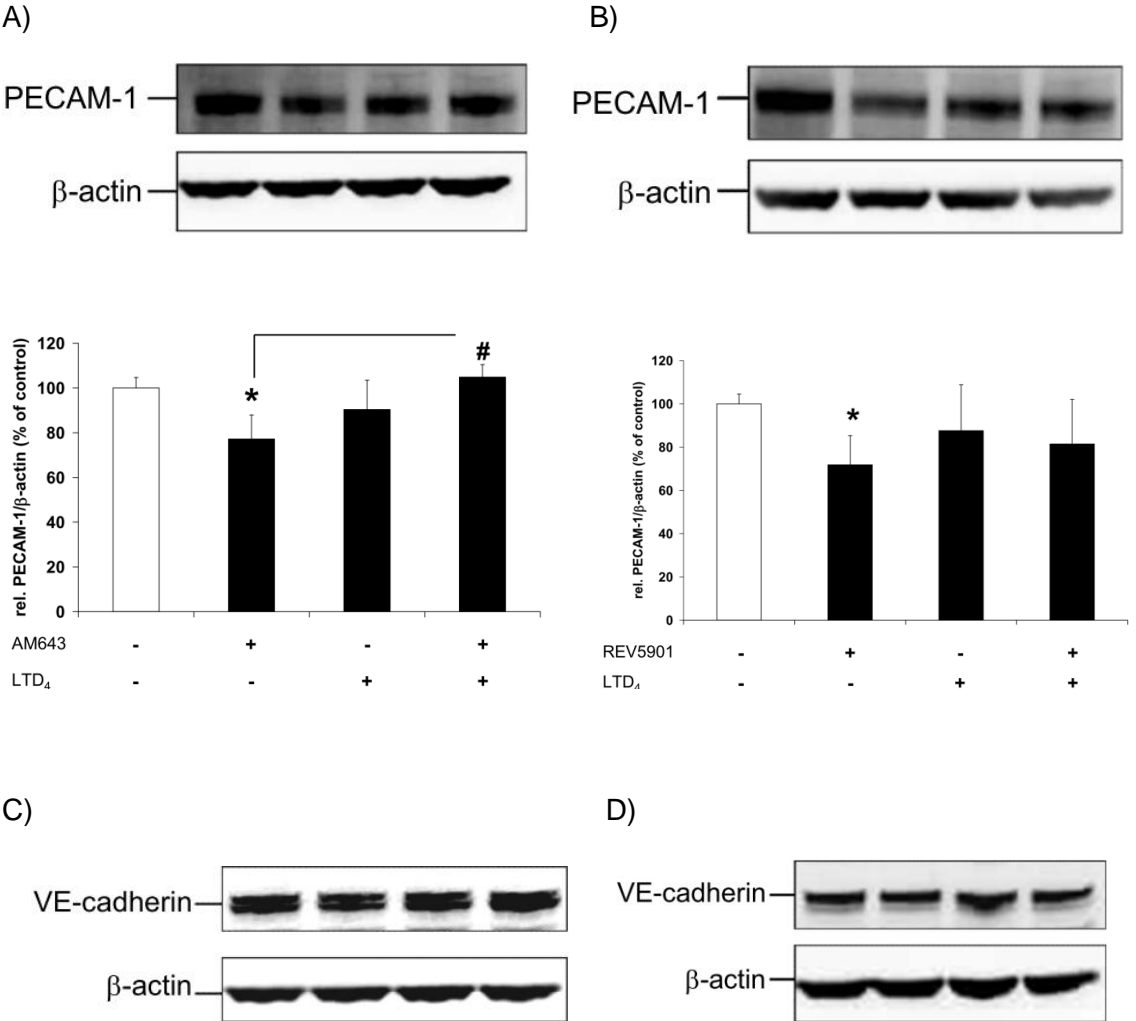 A)
B)
PECAM-1
β-actin
PECAM-1
β-actin
rel. PECAM-1/β-actin (% of control)
120
100
80
60
40
20
0
*
#
AM643 - + - +
LTD₄ - - + +
rel. PECAM-1/β-actin (% of control)
120
100
80
60
40
20
0
*
REV5901 - + - +
LTD₄ - - + +
C)
D)
VE-cadherin
β-actin
VE-cadherin
β-actin